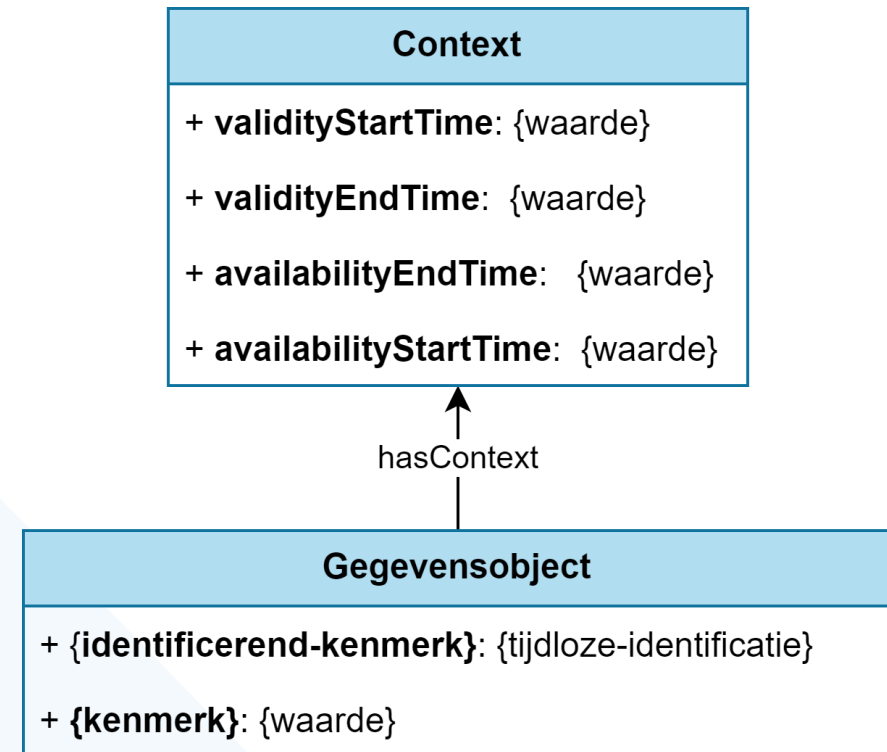 Context
+ validityStartTime: {waarde}
+ validityEndTime: {waarde}
+ availabilityEndTime: {waarde}
+ availabilityStartTime: {waarde}
hasContext
Gegevensobject
+ {identificerend-kenmerk}: {tijdloze-identificatie}
+ {kenmerk}: {waarde}